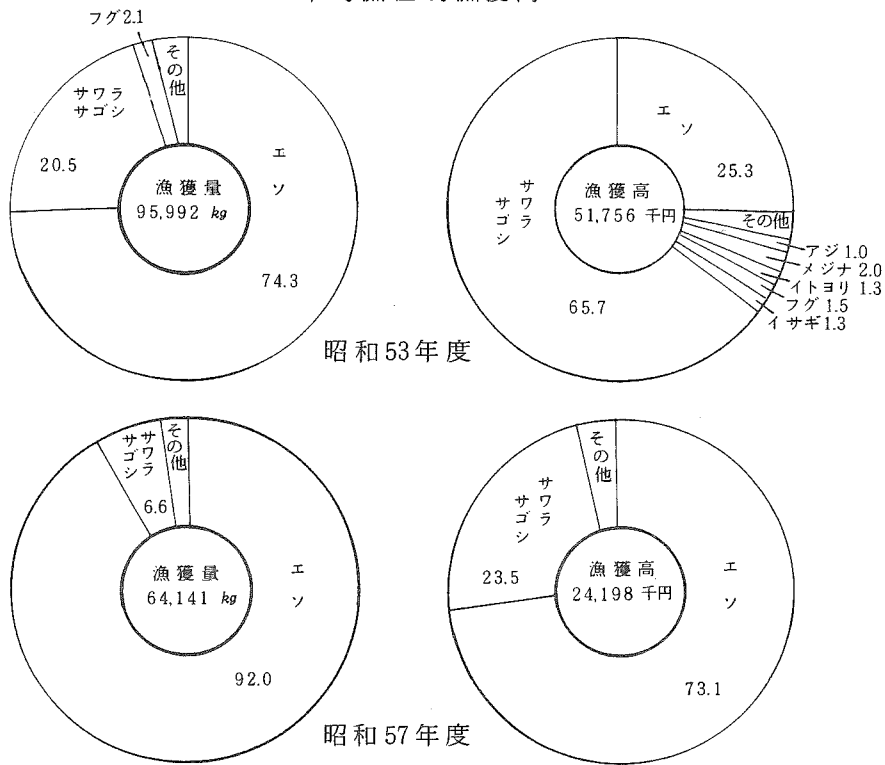 フグ2.1
その他
サワラ
サゴシ
20.5
エソ
74.3
漁獲量
95,992 kg
エソ
25.3
その他
アジ1.0
メジナ2.0
イトヨリ1.3
フグ1.5
イサギ1.3
サワラ
サゴシ
65.7
漁獲高
51,756 千円
昭和53年度
その他
サワラ
サゴシ
6.6
エソ
92.0
漁獲量
64,141 kg
その他
サワラ
サゴシ
23.5
エソ
73.1
漁獲高
24,198 千円
昭和57年度